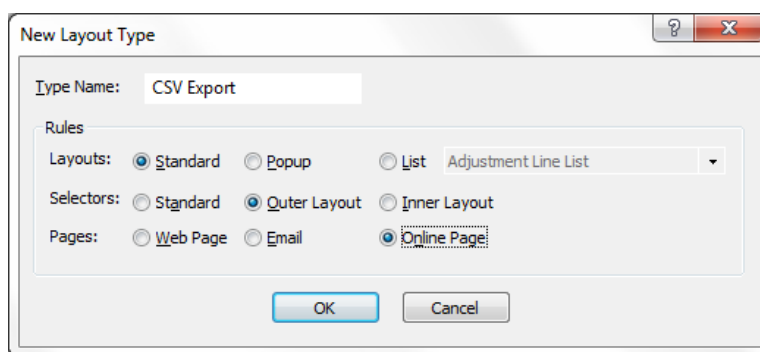 New Layout Type
?
Type Name: CSV Export
Rules
Layouts: Standard Popup List Adjustment Line List
Selectors: Standard Outer Layout Inner Layout
Pages: Web Page Email Online Page
OK Cancel